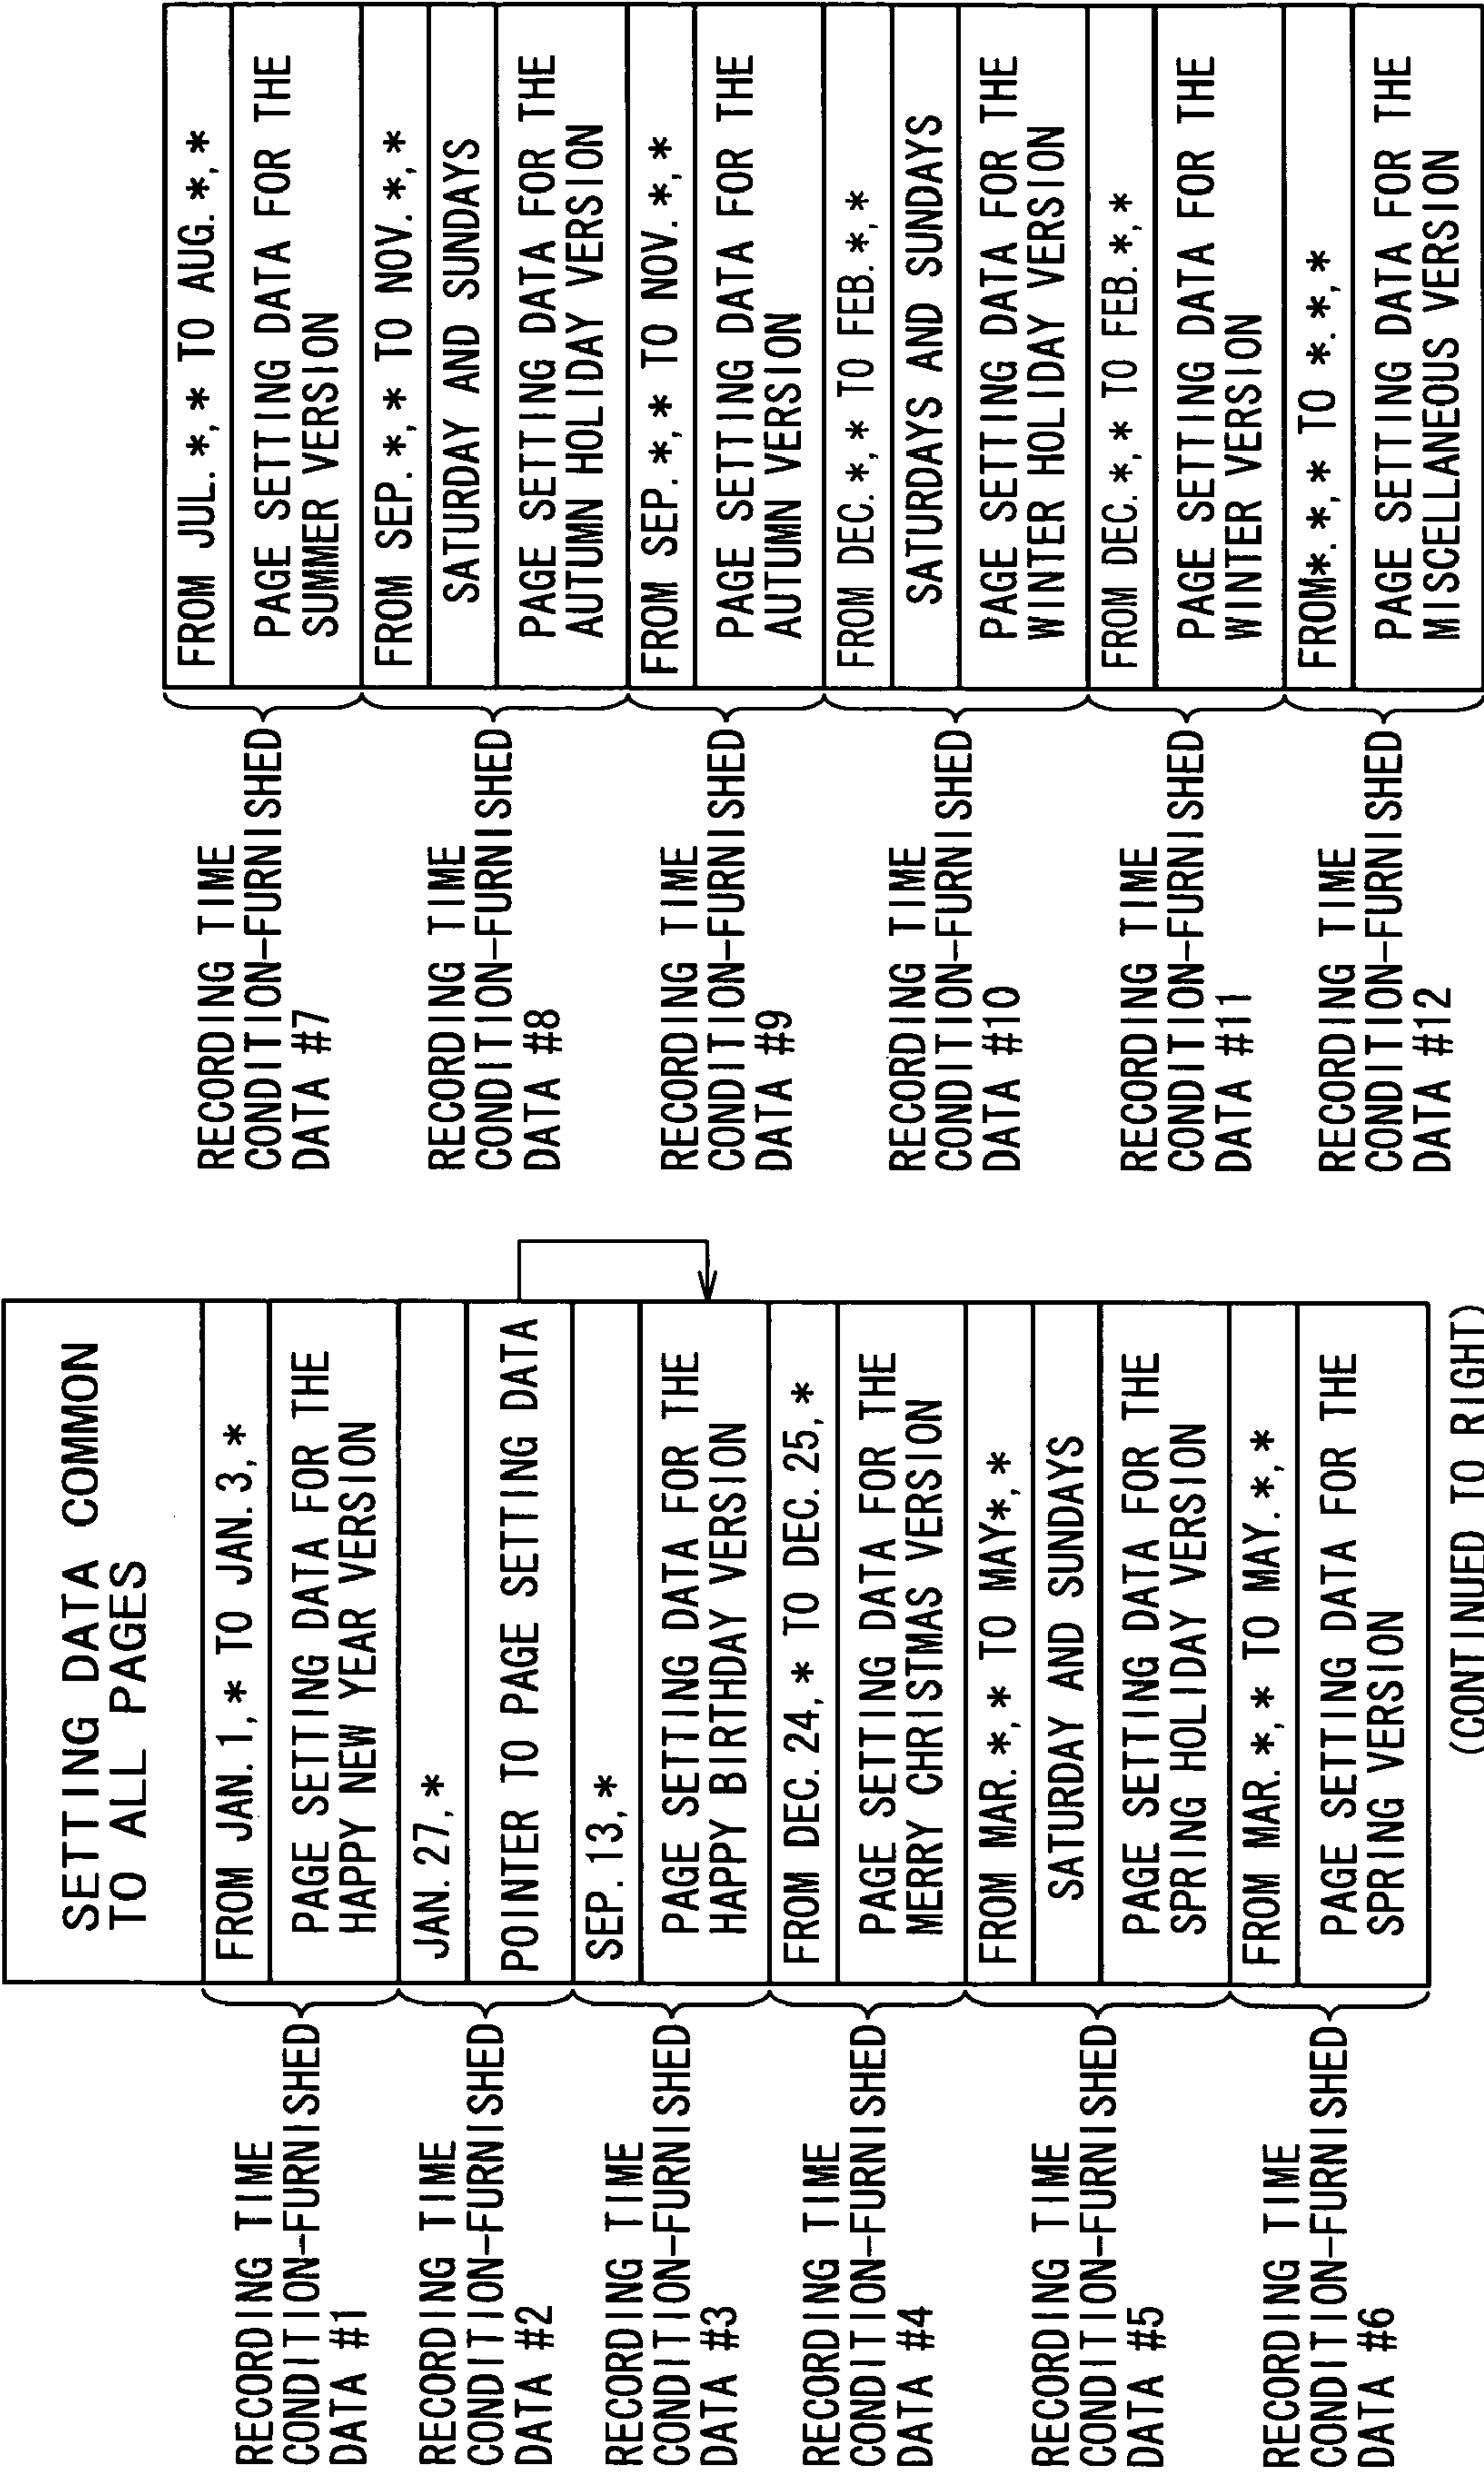 SETTING DATA COMMON
TO ALL PAGES
RECORDING TIME
CONDITION-FURNISHED
DATA #1
FROM JAN. 1, * TO JAN. 3, *
PAGE SETTING DATA FOR THE
HAPPY NEW YEAR VERSION
RECORDING TIME
CONDITION-FURNISHED
DATA #2
JAN. 27, *
POINTER TO PAGE SETTING DATA
RECORDING TIME
CONDITION-FURNISHED
DATA #3
SEP. 13, *
PAGE SETTING DATA FOR THE
HAPPY BIRTHDAY VERSION
RECORDING TIME
CONDITION-FURNISHED
DATA #4
FROM DEC. 24, * TO DEC. 25, *
PAGE SETTING DATA FOR THE
MERRY CHRISTMAS VERSION
RECORDING TIME
CONDITION-FURNISHED
DATA #5
FROM MAR. *, * TO MAY*, *
SATURDAY AND SUNDAYS
PAGE SETTING DATA FOR THE
SPRING HOLIDAY VERSION
RECORDING TIME
CONDITION-FURNISHED
DATA #6
FROM MAR. *, * TO MAY. *, *
PAGE SETTING DATA FOR THE
SPRING VERSION
(CONTINUED TO RIGHT)
RECORDING TIME
CONDITION-FURNISHED
DATA #7
FROM JUL. *, * TO AUG. *, *
PAGE SETTING DATA FOR THE
SUMMER VERSION
RECORDING TIME
CONDITION-FURNISHED
DATA #8
FROM SEP. *, * TO NOV. *, *
SATURDAY AND SUNDAYS
PAGE SETTING DATA FOR THE
AUTUMN HOLIDAY VERSION
RECORDING TIME
CONDITION-FURNISHED
DATA #9
FROM SEP. *, * TO NOV. *, *
PAGE SETTING DATA FOR THE
AUTUMN VERSION
RECORDING TIME
CONDITION-FURNISHED
DATA #10
FROM DEC. *, * TO FEB. *, *
SATURDAYS AND SUNDAYS
PAGE SETTING DATA FOR THE
WINTER HOLIDAY VERSION
RECORDING TIME
CONDITION-FURNISHED
DATA #11
FROM DEC. *, * TO FEB. *, *
PAGE SETTING DATA FOR THE
WINTER VERSION
RECORDING TIME
CONDITION-FURNISHED
DATA #12
FROM*. *, * TO *. *, *
PAGE SETTING DATA FOR THE
MISCELLANEOUS VERSION